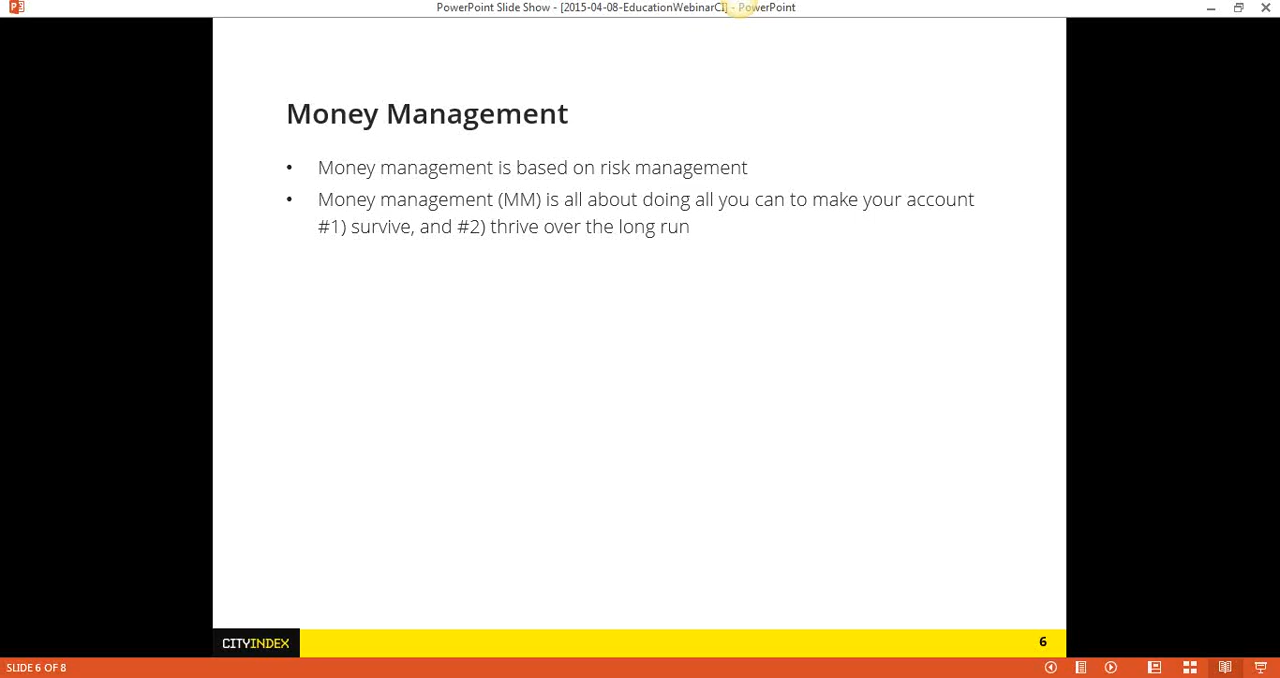 PowerPoint Slide Show - [2015-04-08-EducationWebinarCI] - PowerPoint
Money Management
• Money management is based on risk management
• Money management (MM) is all about doing all you can to make your account
#1) survive, and #2) thrive over the long run
CITYINDEX
6
SLIDE 6 OF 8